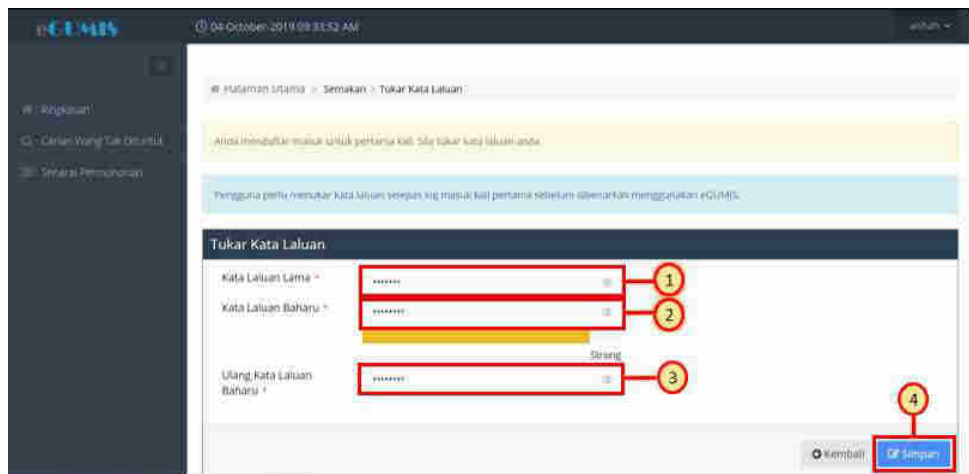 eGUMIS
04-October-2019 09:33:52 AM
aishah
Halaman Utama > Semakan > Tukar Kata Laluan
Ringkasan
Carian Wang Tak Dituntut
Senarai Permohonan
Anda mendaftar masuk untuk pertama kali. Sila tukar kata laluan anda.
Pengguna perlu menukar kata laluan selepas log masuk kali pertama sebelum dibenarkan menggunakan eGUMIS.
Tukar Kata Laluan
Kata Laluan Lama *
1
Kata Laluan Baharu *
2
Strong
Ulang Kata Laluan
Baharu *
3
4
Kembali
Simpan